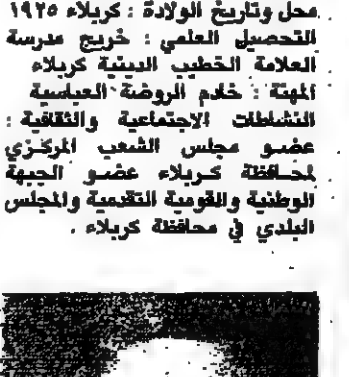 محل وتاريخ الولادة : كربلاء ١٩٢٥
التحصيل العلمي : خريج مدرسة
العلامة الخطيب الدينية كربلاء
المهنة : خادم الروضة العباسية
النشاطات الاجتماعية والثقافية :
عضو مجلس الشعب المركزي
لمحافظة كربلاء عضو الجبهة
الوطنية والقومية التقدمية والمجلس
البلدي في محافظة كربلاء .